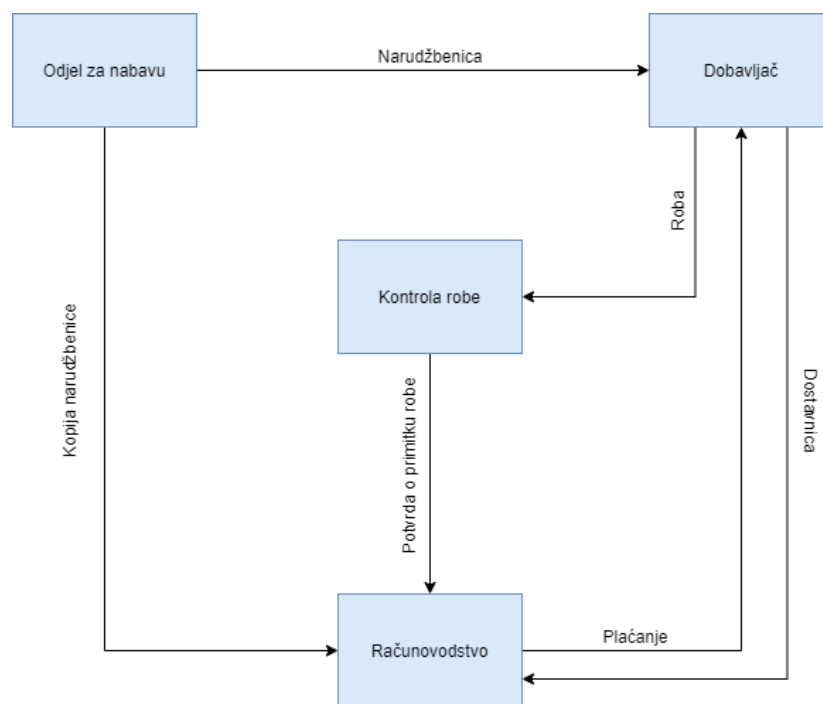 Odjel za nabavu
Narudžbenica
Dobavljač
Roba
Kontrola robe
Kopija narudžbenice
Potvrda o primitku robe
Dostavnica
Računovodstvo
Plaćanje